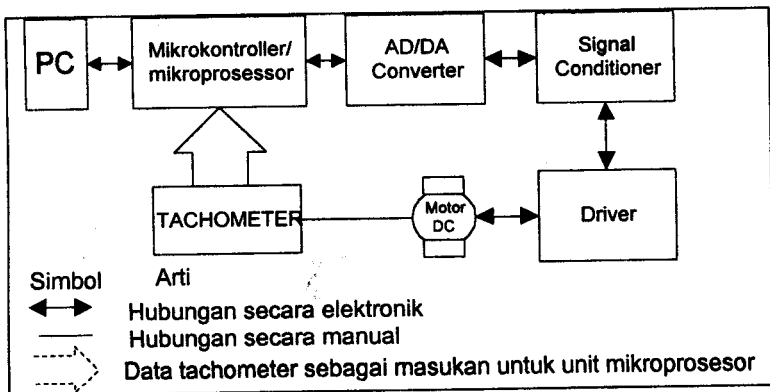 PC
Mikrokontroller/
mikroprosessor
AD/DA
Converter
Signal
Conditioner
TACHOMETER
Motor
DC
Driver
Simbol Arti
Hubungan secara elektronik
Hubungan secara manual
Data tachometer sebagai masukan untuk unit mikroprosesor